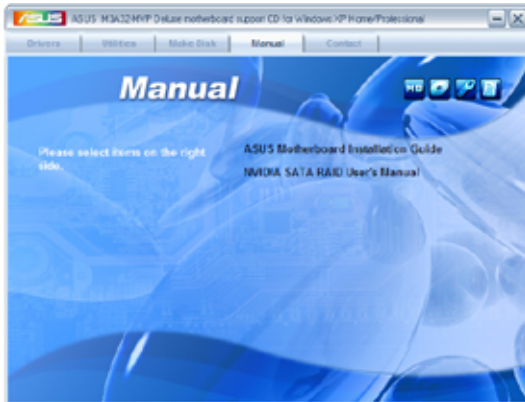 ASUS M3A32-MVP Deluxe motherboard support CD for Windows XP Home/Professional
Drivers Utilities Make Disk Manual Contact
Manual
Please select items on the right
side.
ASUS Motherboard Installation Guide
NVIDIA SATA RAID User's Manual